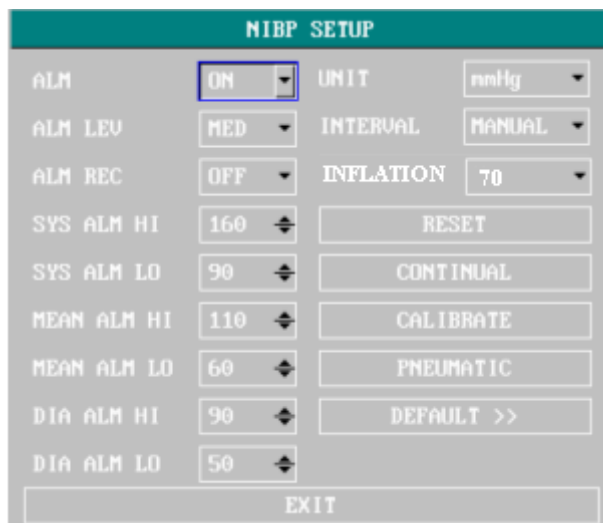 NIBP SETUP
ALM ON UNIT mmHg
ALM LEV MED INTERVAL MANUAL
ALM REC OFF INFLATION 70
SYS ALM HI 160 RESET
SYS ALM LO 90 CONTINUAL
MEAN ALM HI 110 CALIBRATE
MEAN ALM LO 60 PNEUMATIC
DIA ALM HI 90 DEFAULT >>
DIA ALM LO 50
EXIT